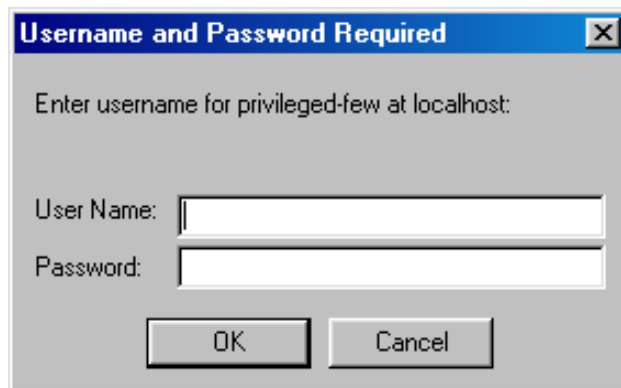 Username and Password Required
Enter username for privileged-few at localhost:
User Name:
Password:
OK Cancel